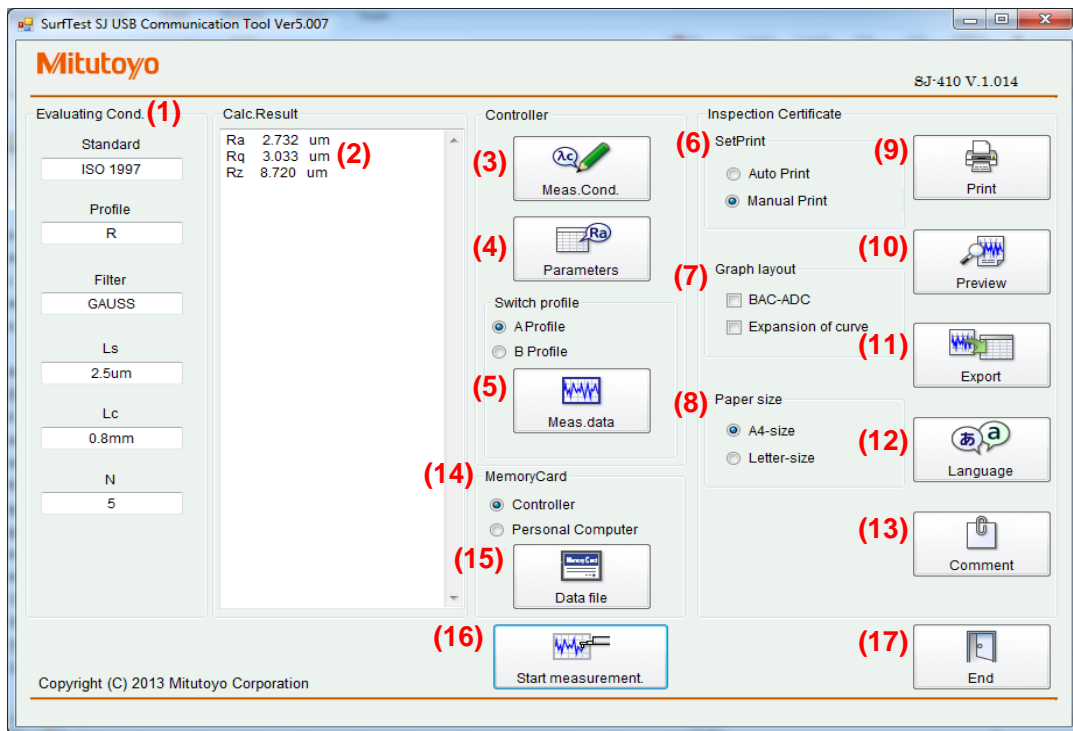 SurfTest SJ USB Communication Tool Ver5.007
Mitutoyo
SJ-410 V.1.014
Evaluating Cond. (1)
Standard
ISO 1997
Profile
R
Filter
GAUSS
Ls
2.5um
Lc
0.8mm
N
5
Calc.Result
Ra 2.732 um
Rq 3.033 um (2)
Rz 8.720 um
Controller
(3)
λc
Meas.Cond.
(4)
Ra
Parameters
Switch profile
A Profile
B Profile
(5)
Meas.data
(14)
MemoryCard
Controller
Personal Computer
(15)
Memory Card
Data file
(16)
Start measurement.
Inspection Certificate
(6)
SetPrint
Auto Print
Manual Print
(7)
Graph layout
BAC-ADC
Expansion of curve
(8)
Paper size
A4-size
Letter-size
(9)
Print
(10)
Preview
(11)
Export
(12)
あ a
Language
(13)
Comment
(17)
End
Copyright (C) 2013 Mitutoyo Corporation